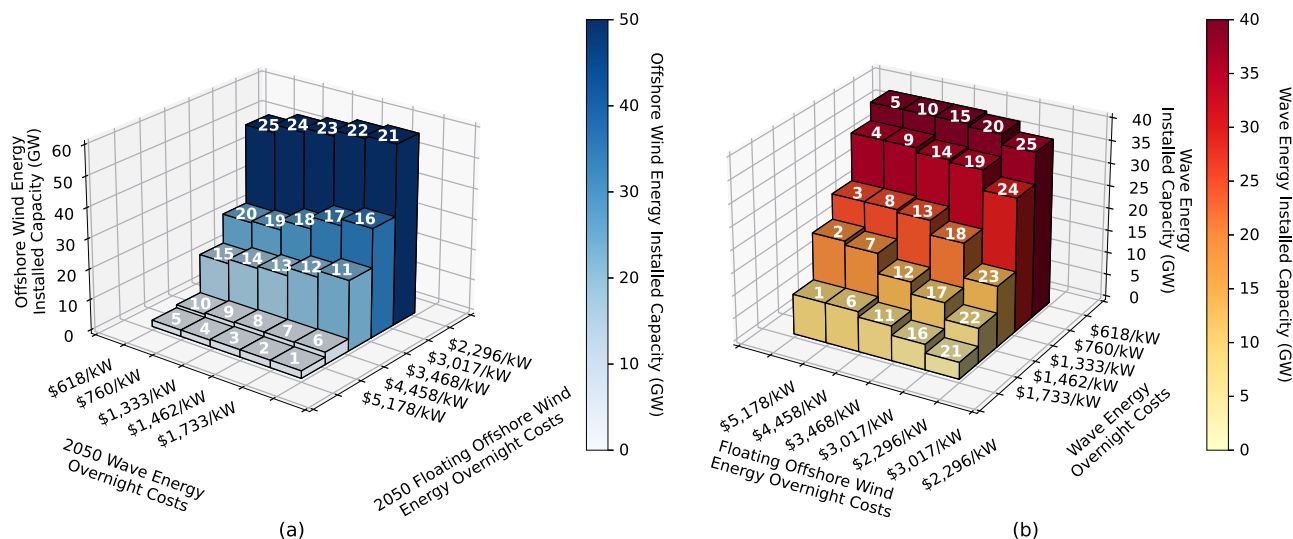 Offshore Wind Energy
Installed Capacity (GW)
60
50
40
30
20
10
0
25 24 23 22 21
20 19 18 17 16
15 14 13 12 11
10 9 8 7 6
5 4 3 2 1
$618/kW
$760/kW
$1,333/kW
$1,462/kW
$1,733/kW
2050 Wave Energy
Overnight Costs
$2,296/kW
$3,017/kW
$3,468/kW
$4,458/kW
$5,178/kW
2050 Floating Offshore Wind
Energy Overnight Costs
50
40
30
20
10
0
Offshore Wind Energy Installed Capacity (GW)
(a)
5 10 15 20 25
4 9 14 19 24
3 8 13 18 23
2 7 12 17 22
1 6 11 16 21
$5,178/kW
$4,458/kW
$3,468/kW
$3,017/kW
$2,296/kW
$3,017/kW
$2,296/kW
Floating Offshore Wind
Energy Overnight Costs
$618/kW
$760/kW
$1,333/kW
$1,462/kW
$1,733/kW
Wave Energy
Overnight Costs
40
35
30
25
20
15
10
5
0
Wave Energy
Installed Capacity (GW)
40
35
30
25
20
15
10
5
0
Wave Energy Installed Capacity (GW)
(b)